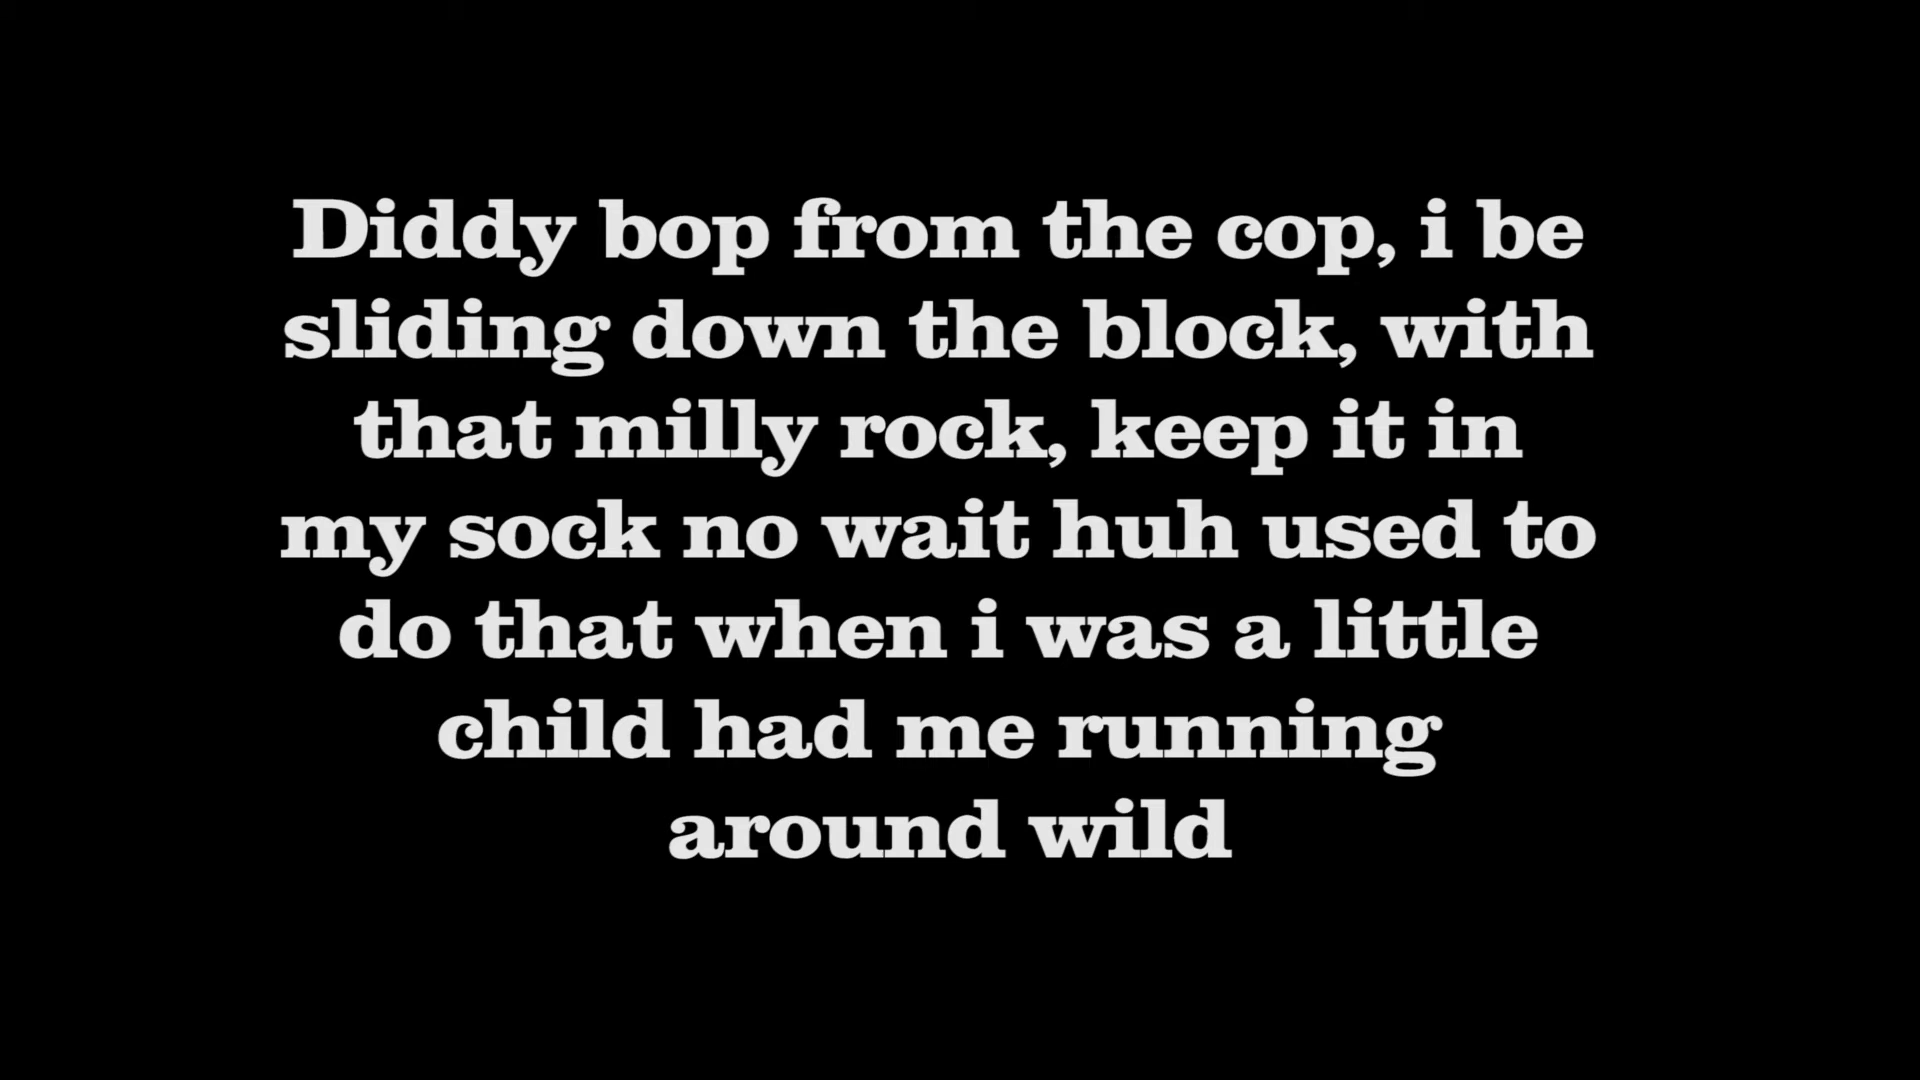 Diddy bop from the cop, i be
sliding down the block, with
that milly rock, keep it in
my sock no wait huh used to
do that when i was a little
child had me running
around wild